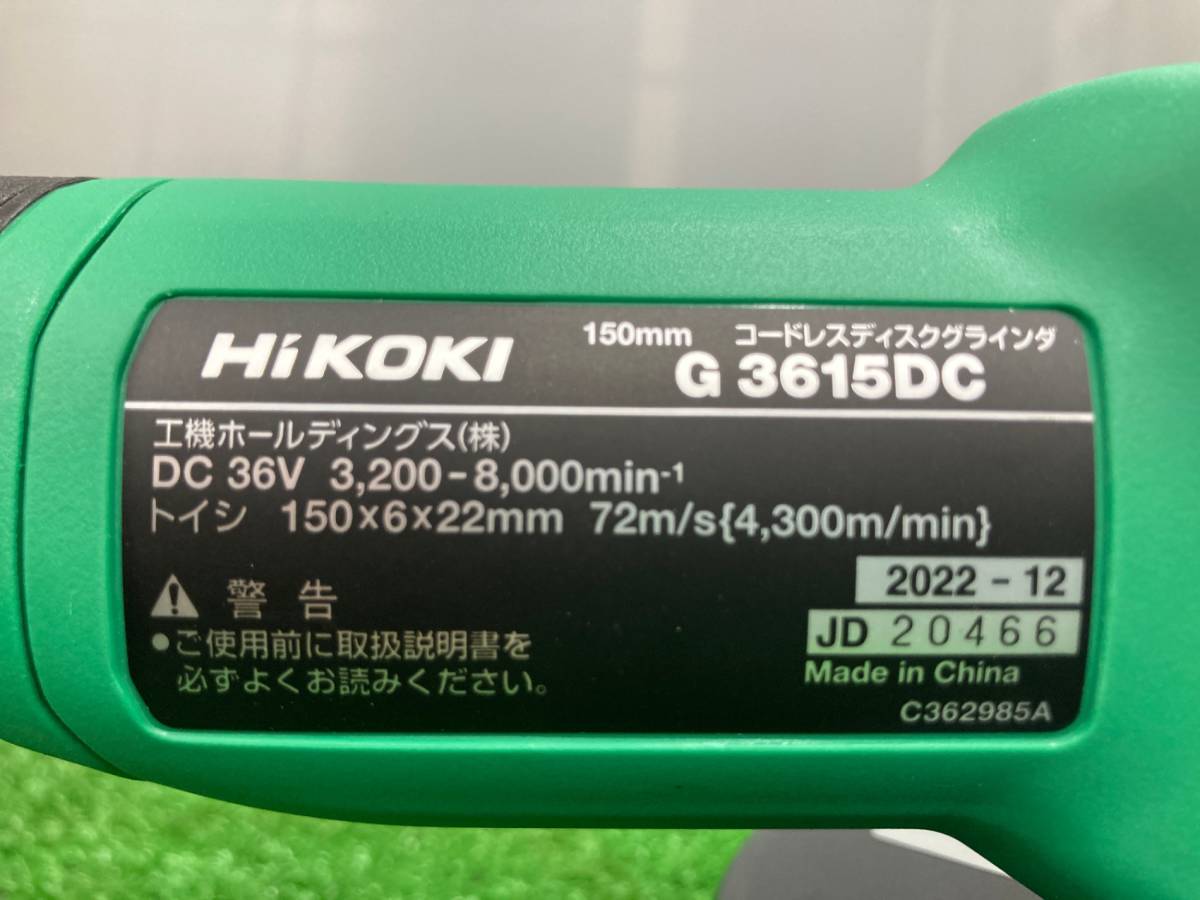 HiKOKI
150mm コードレスディスクグラインダ
G 3615DC
工機ホールディングス(株)
DC 36V 3,200-8,000min-1
トイシ 150×6×22mm 72m/s{4,300m/min}
警告
●ご使用前に取扱説明書を
必ずよくお読みください。
2022-12
JD 20466
Made in China
C362985A